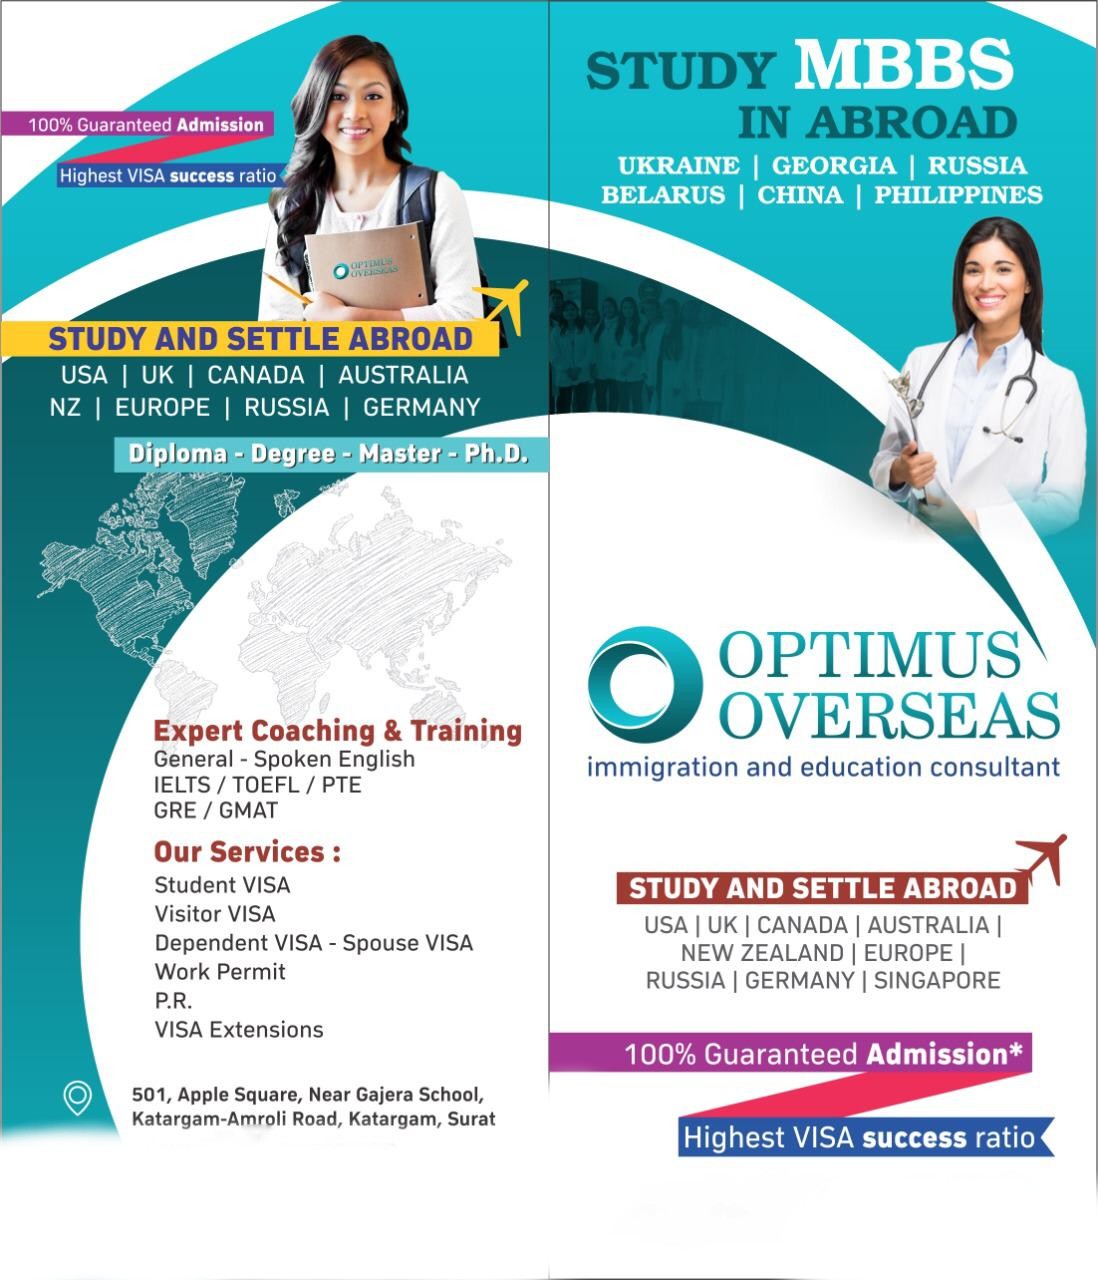 100% Guaranteed Admission
Highest VISA success ratio
OPTIMUS
OVERSEAS
STUDY AND SETTLE ABROAD
USA | UK | CANADA | AUSTRALIA
NZ | EUROPE | RUSSIA | GERMANY
Diploma - Degree - Master - Ph.D.
Expert Coaching & Training
General - Spoken English
IELTS / TOEFL / PTE
GRE / GMAT
Our Services :
Student VISA
Visitor VISA
Dependent VISA - Spouse VISA
Work Permit
P.R.
VISA Extensions
501, Apple Square, Near Gajera School,
Katargam-Amroli Road, Katargam, Surat
STUDY MBBS
IN ABROAD
UKRAINE | GEORGIA | RUSSIA
BELARUS | CHINA | PHILIPPINES
OPTIMUS
OVERSEAS
immigration and education consultant
STUDY AND SETTLE ABROAD
USA | UK | CANADA | AUSTRALIA |
NEW ZEALAND | EUROPE |
RUSSIA | GERMANY | SINGAPORE
100% Guaranteed Admission*
Highest VISA success ratio